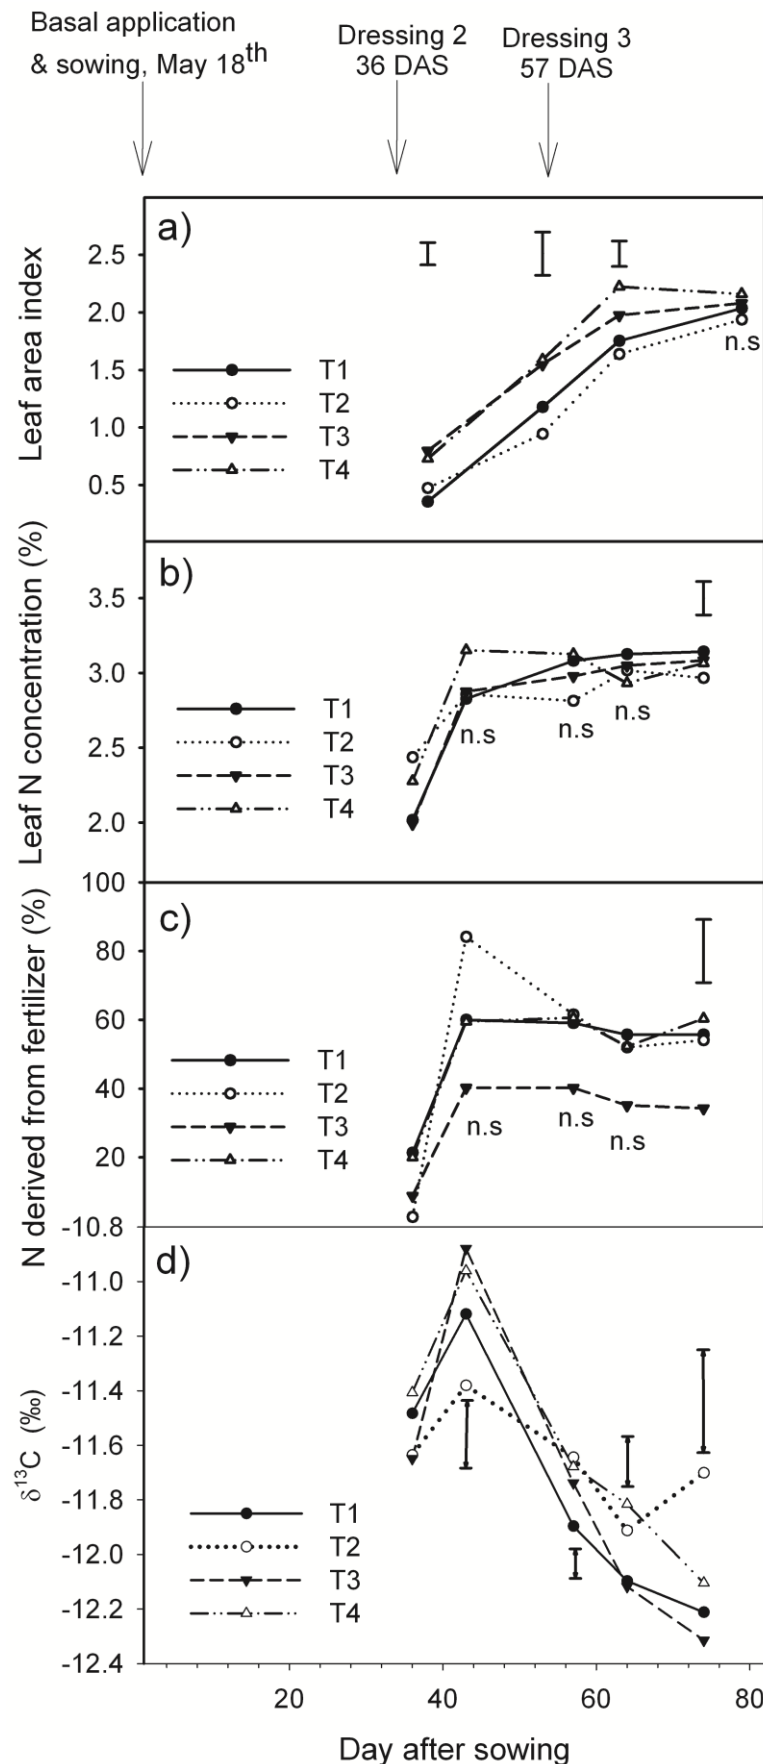 Basal application
& sowing, May 18th
Dressing 2
36 DAS
Dressing 3
57 DAS
a)
Leaf area index
2.5
2.0
1.5
1.0
0.5
T1
T2
T3
T4
n.s
b)
Leaf N concentration (%)
3.5
3.0
2.5
2.0
T1
T2
T3
T4
n.s
n.s
n.s
c)
N derived from fertilizer (%)
100
80
60
40
20
T1
T2
T3
T4
n.s
n.s
n.s
d)
δ13C (‰)
-10.8
-11.0
-11.2
-11.4
-11.6
-11.8
-12.0
-12.2
-12.4
T1
T2
T3
T4
20
40
60
80
Day after sowing